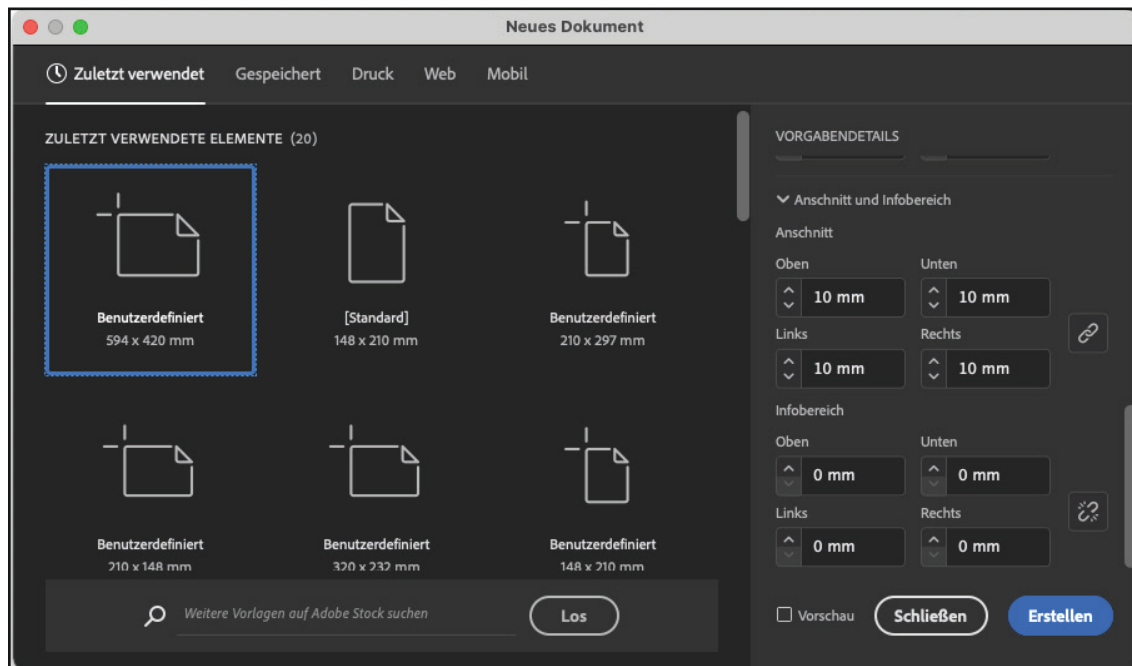 Neues Dokument
Zuletzt verwendet Gespeichert Druck Web Mobil
ZULETZT VERWENDETE ELEMENTE (20)
Benutzerdefiniert
594 x 420 mm
[Standard]
148 x 210 mm
Benutzerdefiniert
210 x 297 mm
Benutzerdefiniert
210 x 148 mm
Benutzerdefiniert
320 x 232 mm
Benutzerdefiniert
148 x 210 mm
Weitere Vorlagen auf Adobe Stock suchen
Los
VORGABENDETAILS
Anschnitt und Infobereich
Anschnitt
Oben Unten
10 mm 10 mm
Links Rechts
10 mm 10 mm
Infobereich
Oben Unten
0 mm 0 mm
Links Rechts
0 mm 0 mm
Vorschau Schließen Erstellen